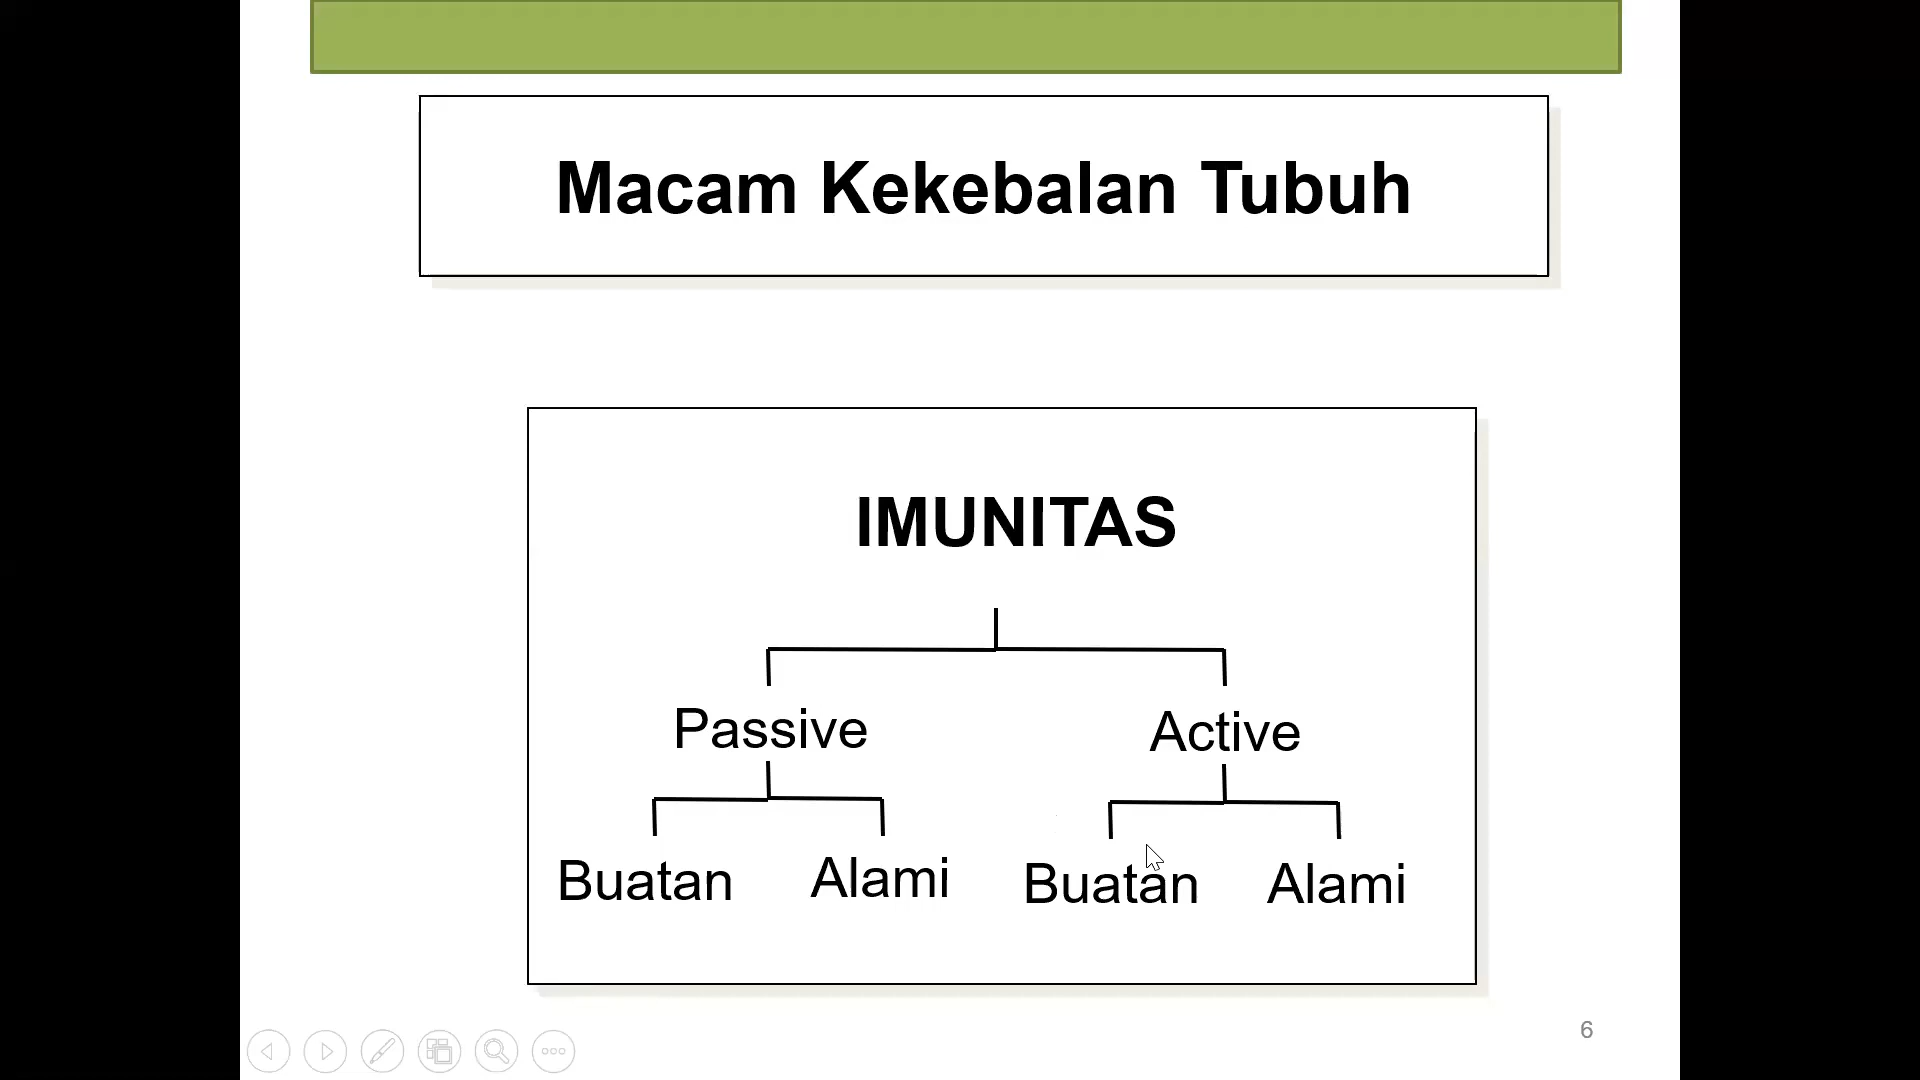 Macam Kekebalan Tubuh
IMUNITAS
Passive Active
Buatan Alami Buatan Alami
6